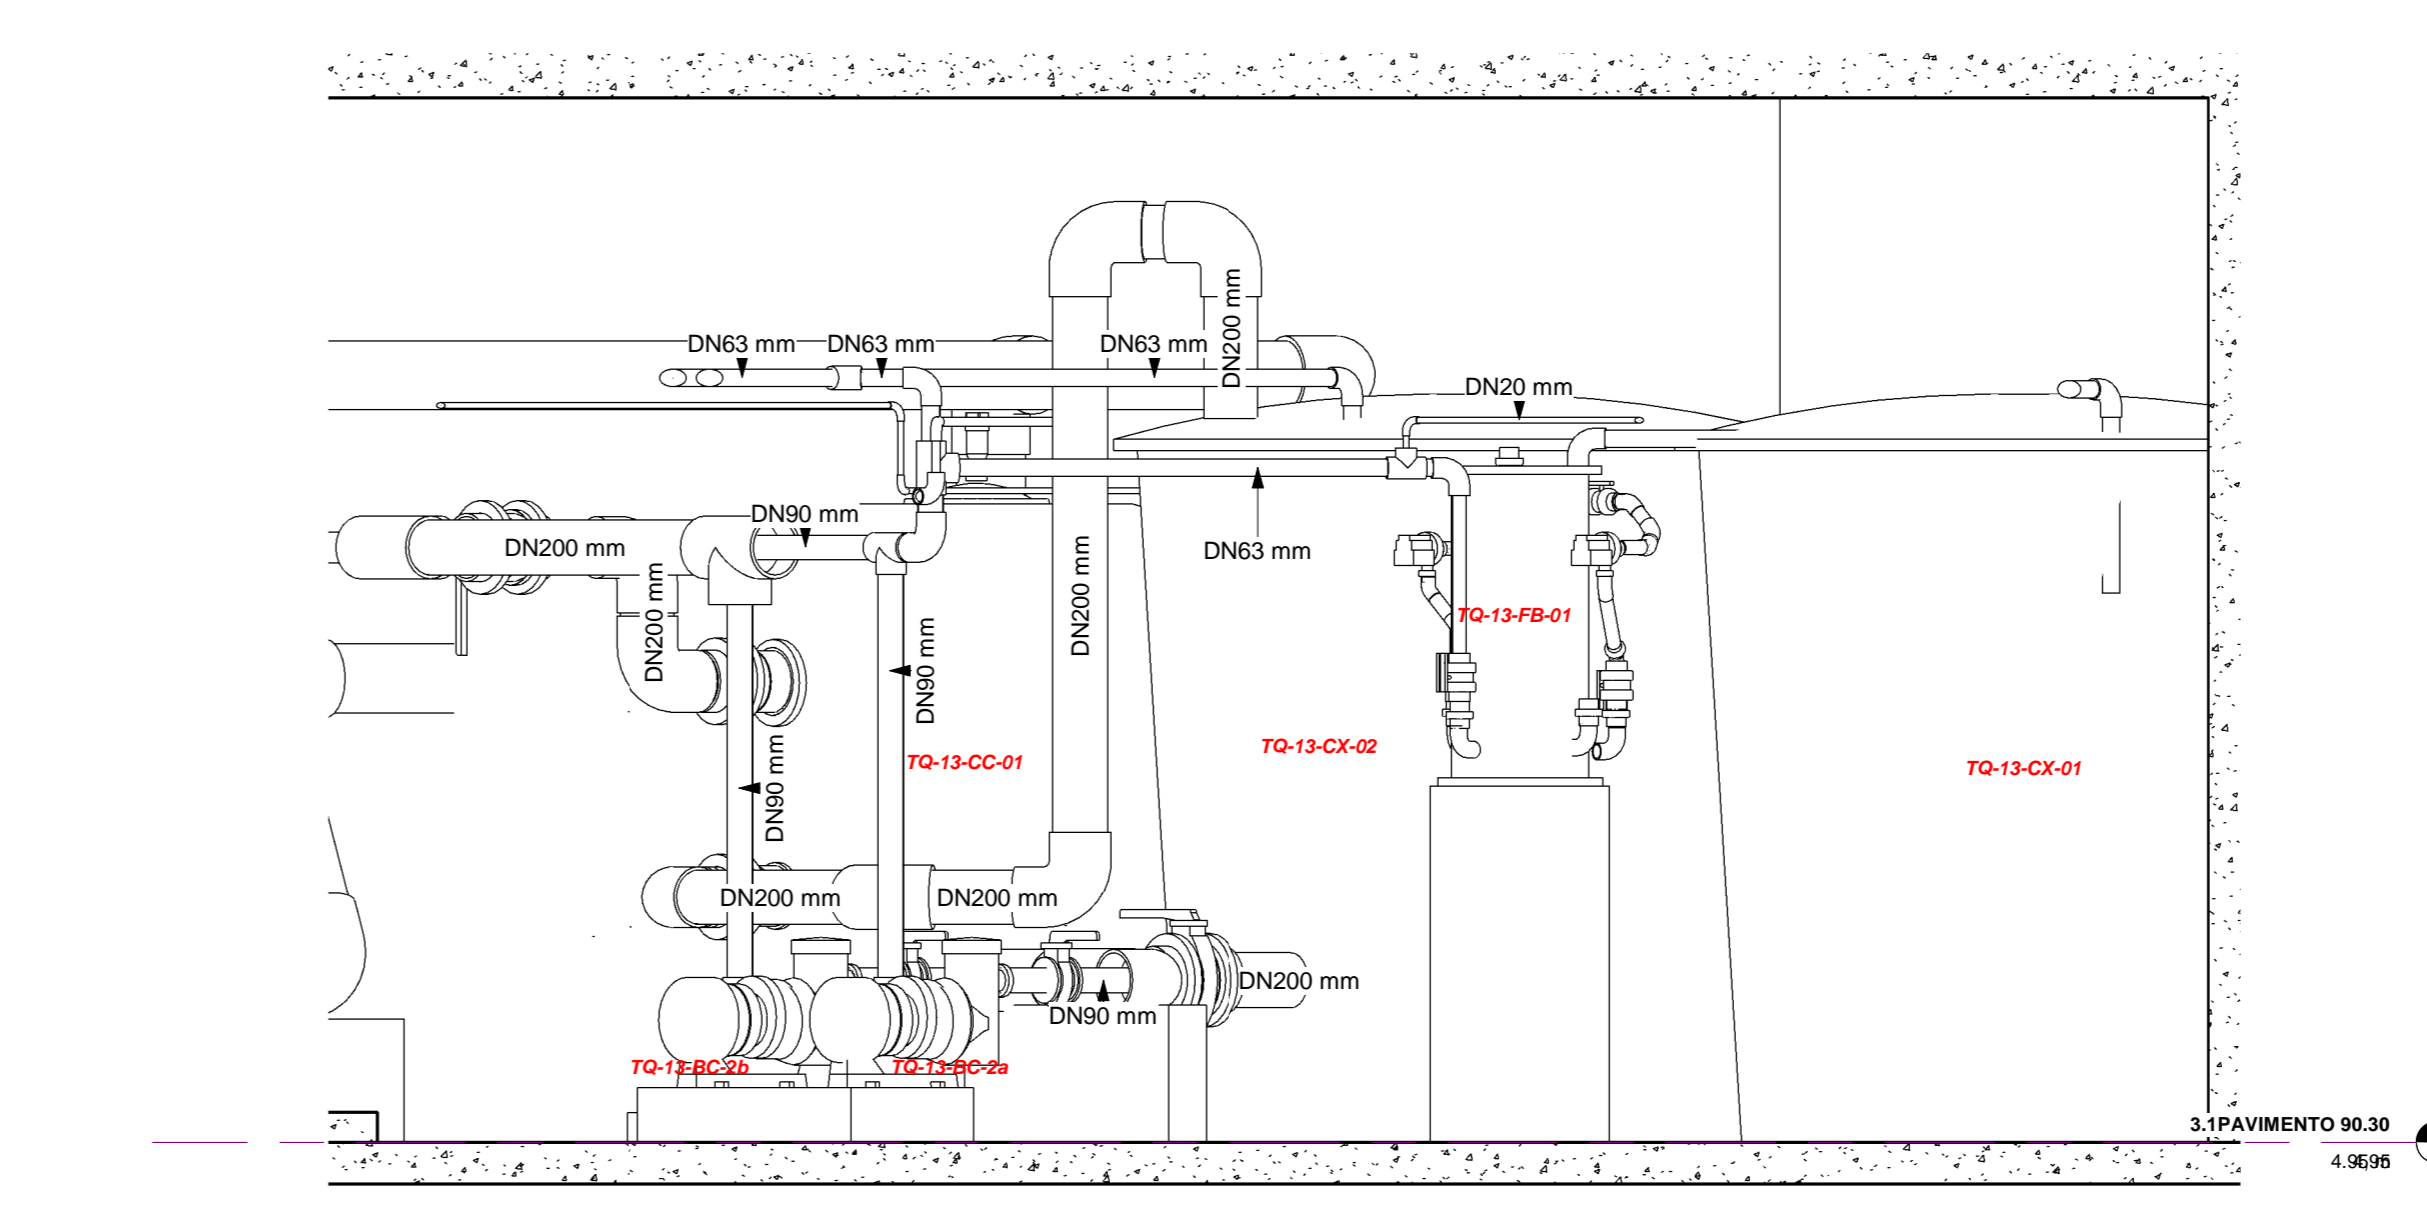 DN200 mm
DN63 mm
DN63 mm
DN63 mm
DN20 mm
DN90 mm
DN200 mm
DN63 mm
DN200 mm
DN200 mm
TQ-13-FB-01
DN90 mm
TQ-13-CX-02
TQ-13-CC-01
TQ-13-CX-01
DN90 mm
DN200 mm
DN200 mm
DN200 mm
DN90 mm
TQ-13-BC-2b
TQ-13-BC-2a
3.1PAVIMENTO 90.30